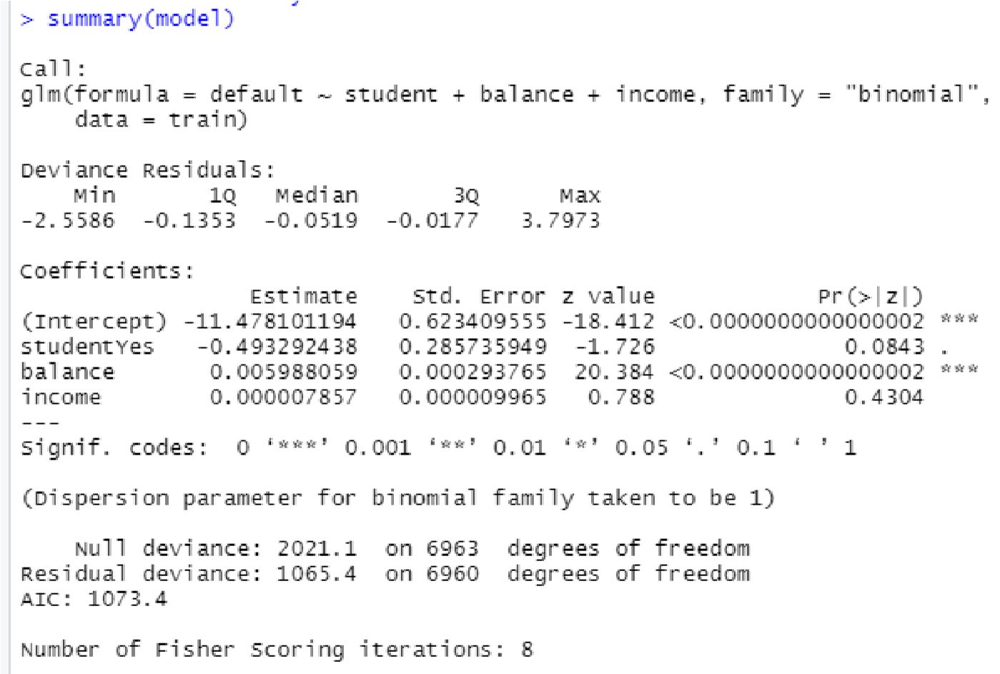 > summary(model)
Call:
glm(formula = default ~ student + balance + income, family = "binomial",
    data = train)
Deviance Residuals:
    Min       1Q   Median       3Q      Max
-2.5586  -0.1353  -0.0519  -0.0177   3.7973
Coefficients:
                 Estimate    Std. Error z value            Pr(>|z|)
(Intercept) -11.478101194   0.623409555 -18.412 <0.0000000000000002 ***
studentYes   -0.493292438   0.285735949  -1.726              0.0843 .
balance       0.005988059   0.000293765  20.384 <0.0000000000000002 ***
income        0.000007857   0.000009965   0.788              0.4304
---
Signif. codes:  0 ‘***’ 0.001 ‘**’ 0.01 ‘*’ 0.05 ‘.’ 0.1 ‘ ’ 1
(Dispersion parameter for binomial family taken to be 1)
    Null deviance: 2021.1  on 6963  degrees of freedom
Residual deviance: 1065.4  on 6960  degrees of freedom
AIC: 1073.4
Number of Fisher Scoring iterations: 8